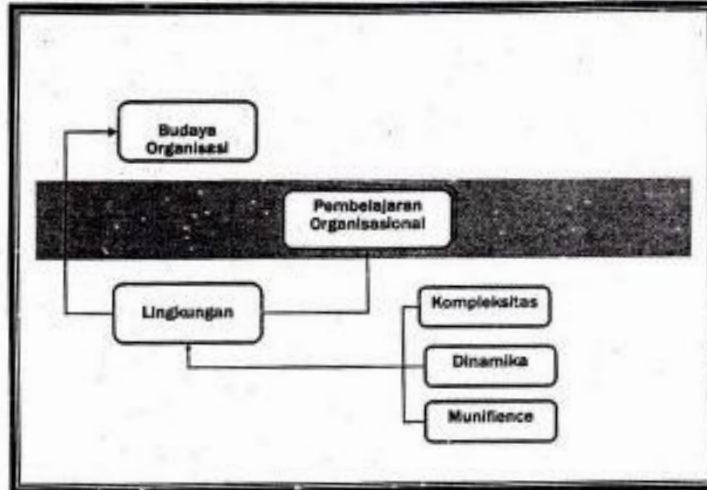 Budaya
Organisasi
Pembelajaran
Organisasional
Lingkungan
Kompleksitas
Dinamika
Munifience